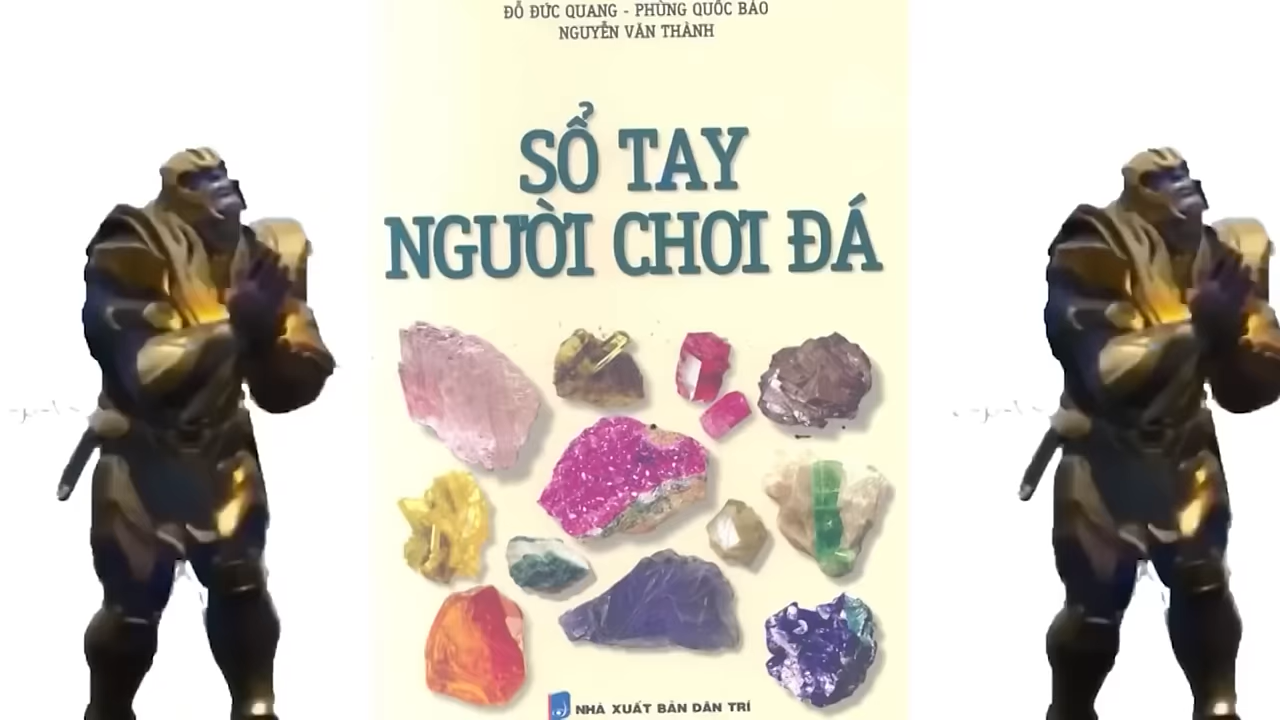 ĐỖ ĐỨC QUANG - PHÙNG QUỐC BẢO
NGUYỄN VĂN THÀNH
SỔ TAY
NGƯỜI CHƠI ĐÁ
NHÀ XUẤT BẢN DÂN TRÍ